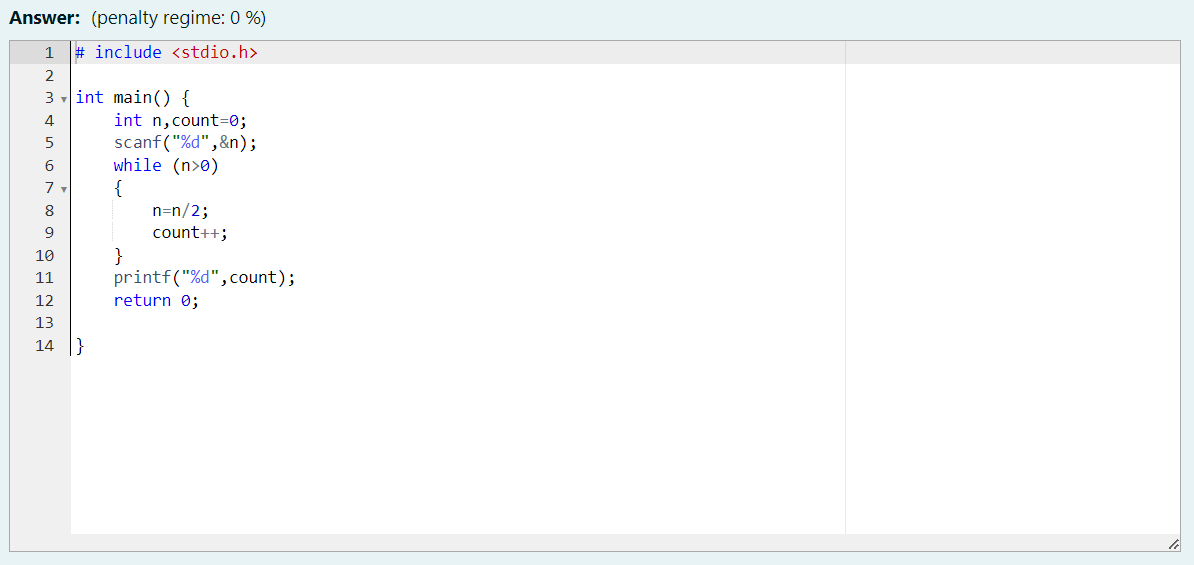 Answer: (penalty regime: 0 %)
1 # include <stdio.h>
2
3 int main() {
4     int n,count=0;
5     scanf("%d",&n);
6     while (n>0)
7     {
8         n=n/2;
9         count++;
10     }
11     printf("%d",count);
12     return 0;
13
14 }